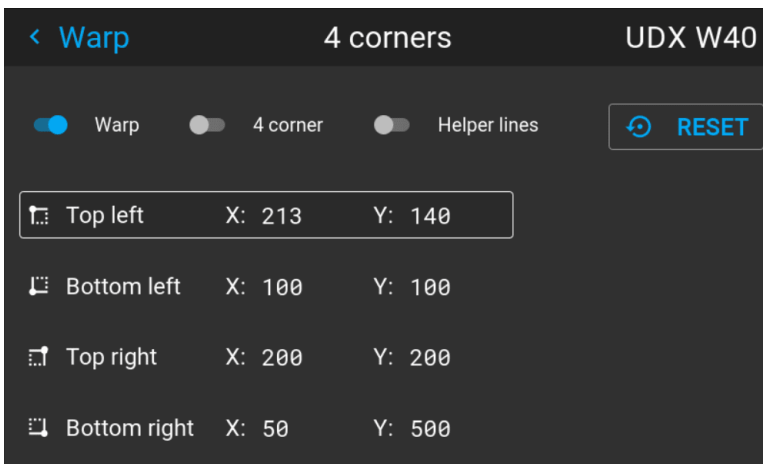 Warp 4 corners UDX W40
Warp 4 corner Helper lines RESET
Top left X: 213 Y: 140
Bottom left X: 100 Y: 100
Top right X: 200 Y: 200
Bottom right X: 50 Y: 500